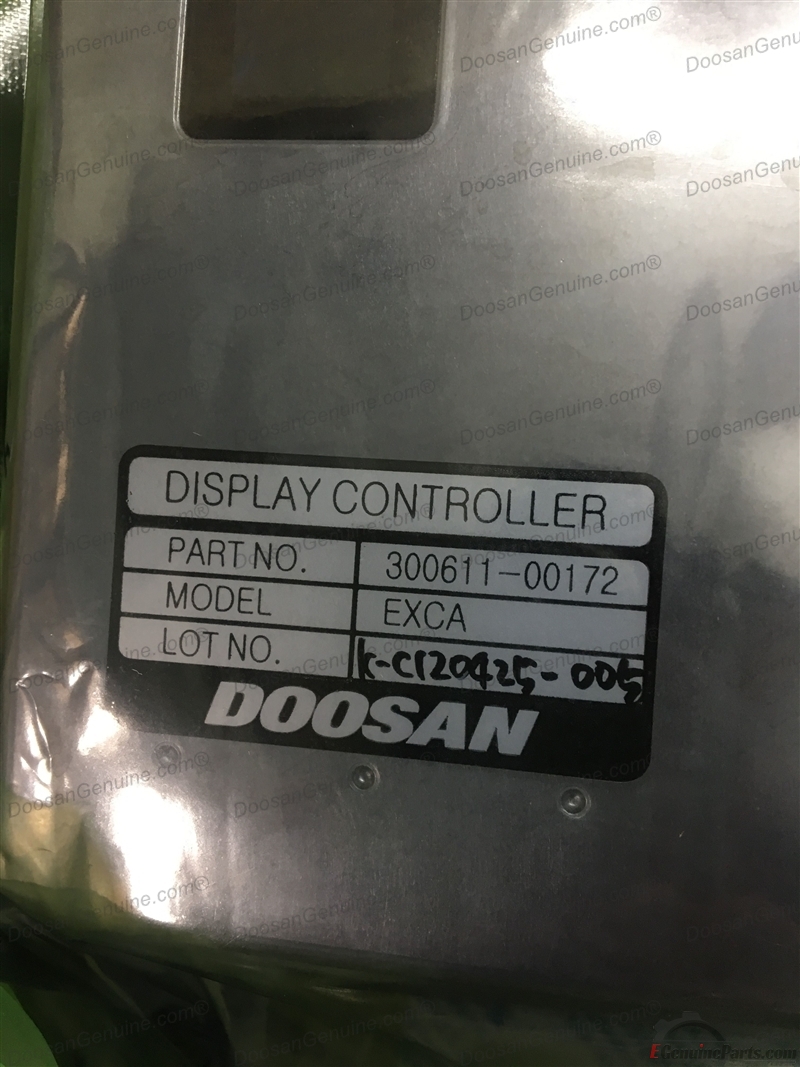 DoosanGenuine.com®
DISPLAY CONTROLLER
PART NO. 300611-00172
MODEL EXCA
LOT NO. K-C120425-005
DOOSAN
EGenuineParts.com